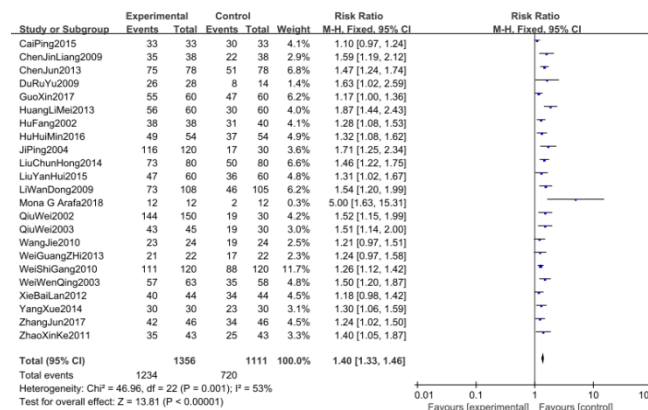 Experimental Control Risk Ratio Risk Ratio
Study or Subgroup Events Total Events Total Weight M-H, Fixed, 95% CI M-H, Fixed, 95% CI
CaiPing2015 33 33 30 33 4.1% 1.10 [0.97, 1.24]
ChenJinLiang2009 35 38 22 38 3.0% 1.59 [1.19, 2.12]
ChenJun2013 75 78 51 78 6.8% 1.47 [1.24, 1.74]
DuRuYu2009 26 28 8 14 1.4% 1.63 [1.02, 2.59]
GuoXin2017 55 60 47 60 6.3% 1.17 [1.00, 1.36]
HuangLiMei2013 56 60 30 60 4.0% 1.87 [1.44, 2.43]
HuFang2002 38 38 31 40 4.1% 1.28 [1.08, 1.53]
HuHuiMin2016 49 54 37 54 4.9% 1.32 [1.08, 1.62]
JiPing2004 116 120 17 30 3.6% 1.71 [1.25, 2.34]
LiuChunHong2014 73 80 50 80 6.7% 1.46 [1.22, 1.75]
LiuYanHui2015 47 60 36 60 4.8% 1.31 [1.02, 1.67]
LiWanDong2009 73 108 46 105 6.2% 1.54 [1.20, 1.99]
Mona G Arafa2018 12 12 2 12 0.3% 5.00 [1.63, 15.31]
QiuWei2002 144 150 19 30 4.2% 1.52 [1.15, 1.99]
QiuWei2003 43 45 19 30 3.0% 1.51 [1.14, 2.00]
WangJie2010 23 24 19 24 2.5% 1.21 [0.97, 1.51]
WeiGuangZHi2013 21 22 17 22 2.3% 1.24 [0.97, 1.58]
WeiShiGang2010 111 120 88 120 11.7% 1.26 [1.12, 1.42]
WeiWenQing2003 57 63 35 58 4.9% 1.50 [1.20, 1.87]
XieBaiLan2012 40 44 34 44 4.5% 1.18 [0.98, 1.42]
YangXue2014 30 30 23 30 3.1% 1.30 [1.06, 1.59]
ZhangJun2017 42 46 34 46 4.5% 1.24 [1.02, 1.50]
ZhaoXinKe2011 35 43 25 43 3.3% 1.40 [1.05, 1.87]
Total (95% CI) 1356 1111 100.0% 1.40 [1.33, 1.46]
Total events 1234 720
Heterogeneity: Chi² = 46.96, df = 22 (P = 0.001); I² = 53%
Test for overall effect: Z = 13.81 (P < 0.00001)
0.01 0.1 1 10 10
Favours [experimental] Favours [control]